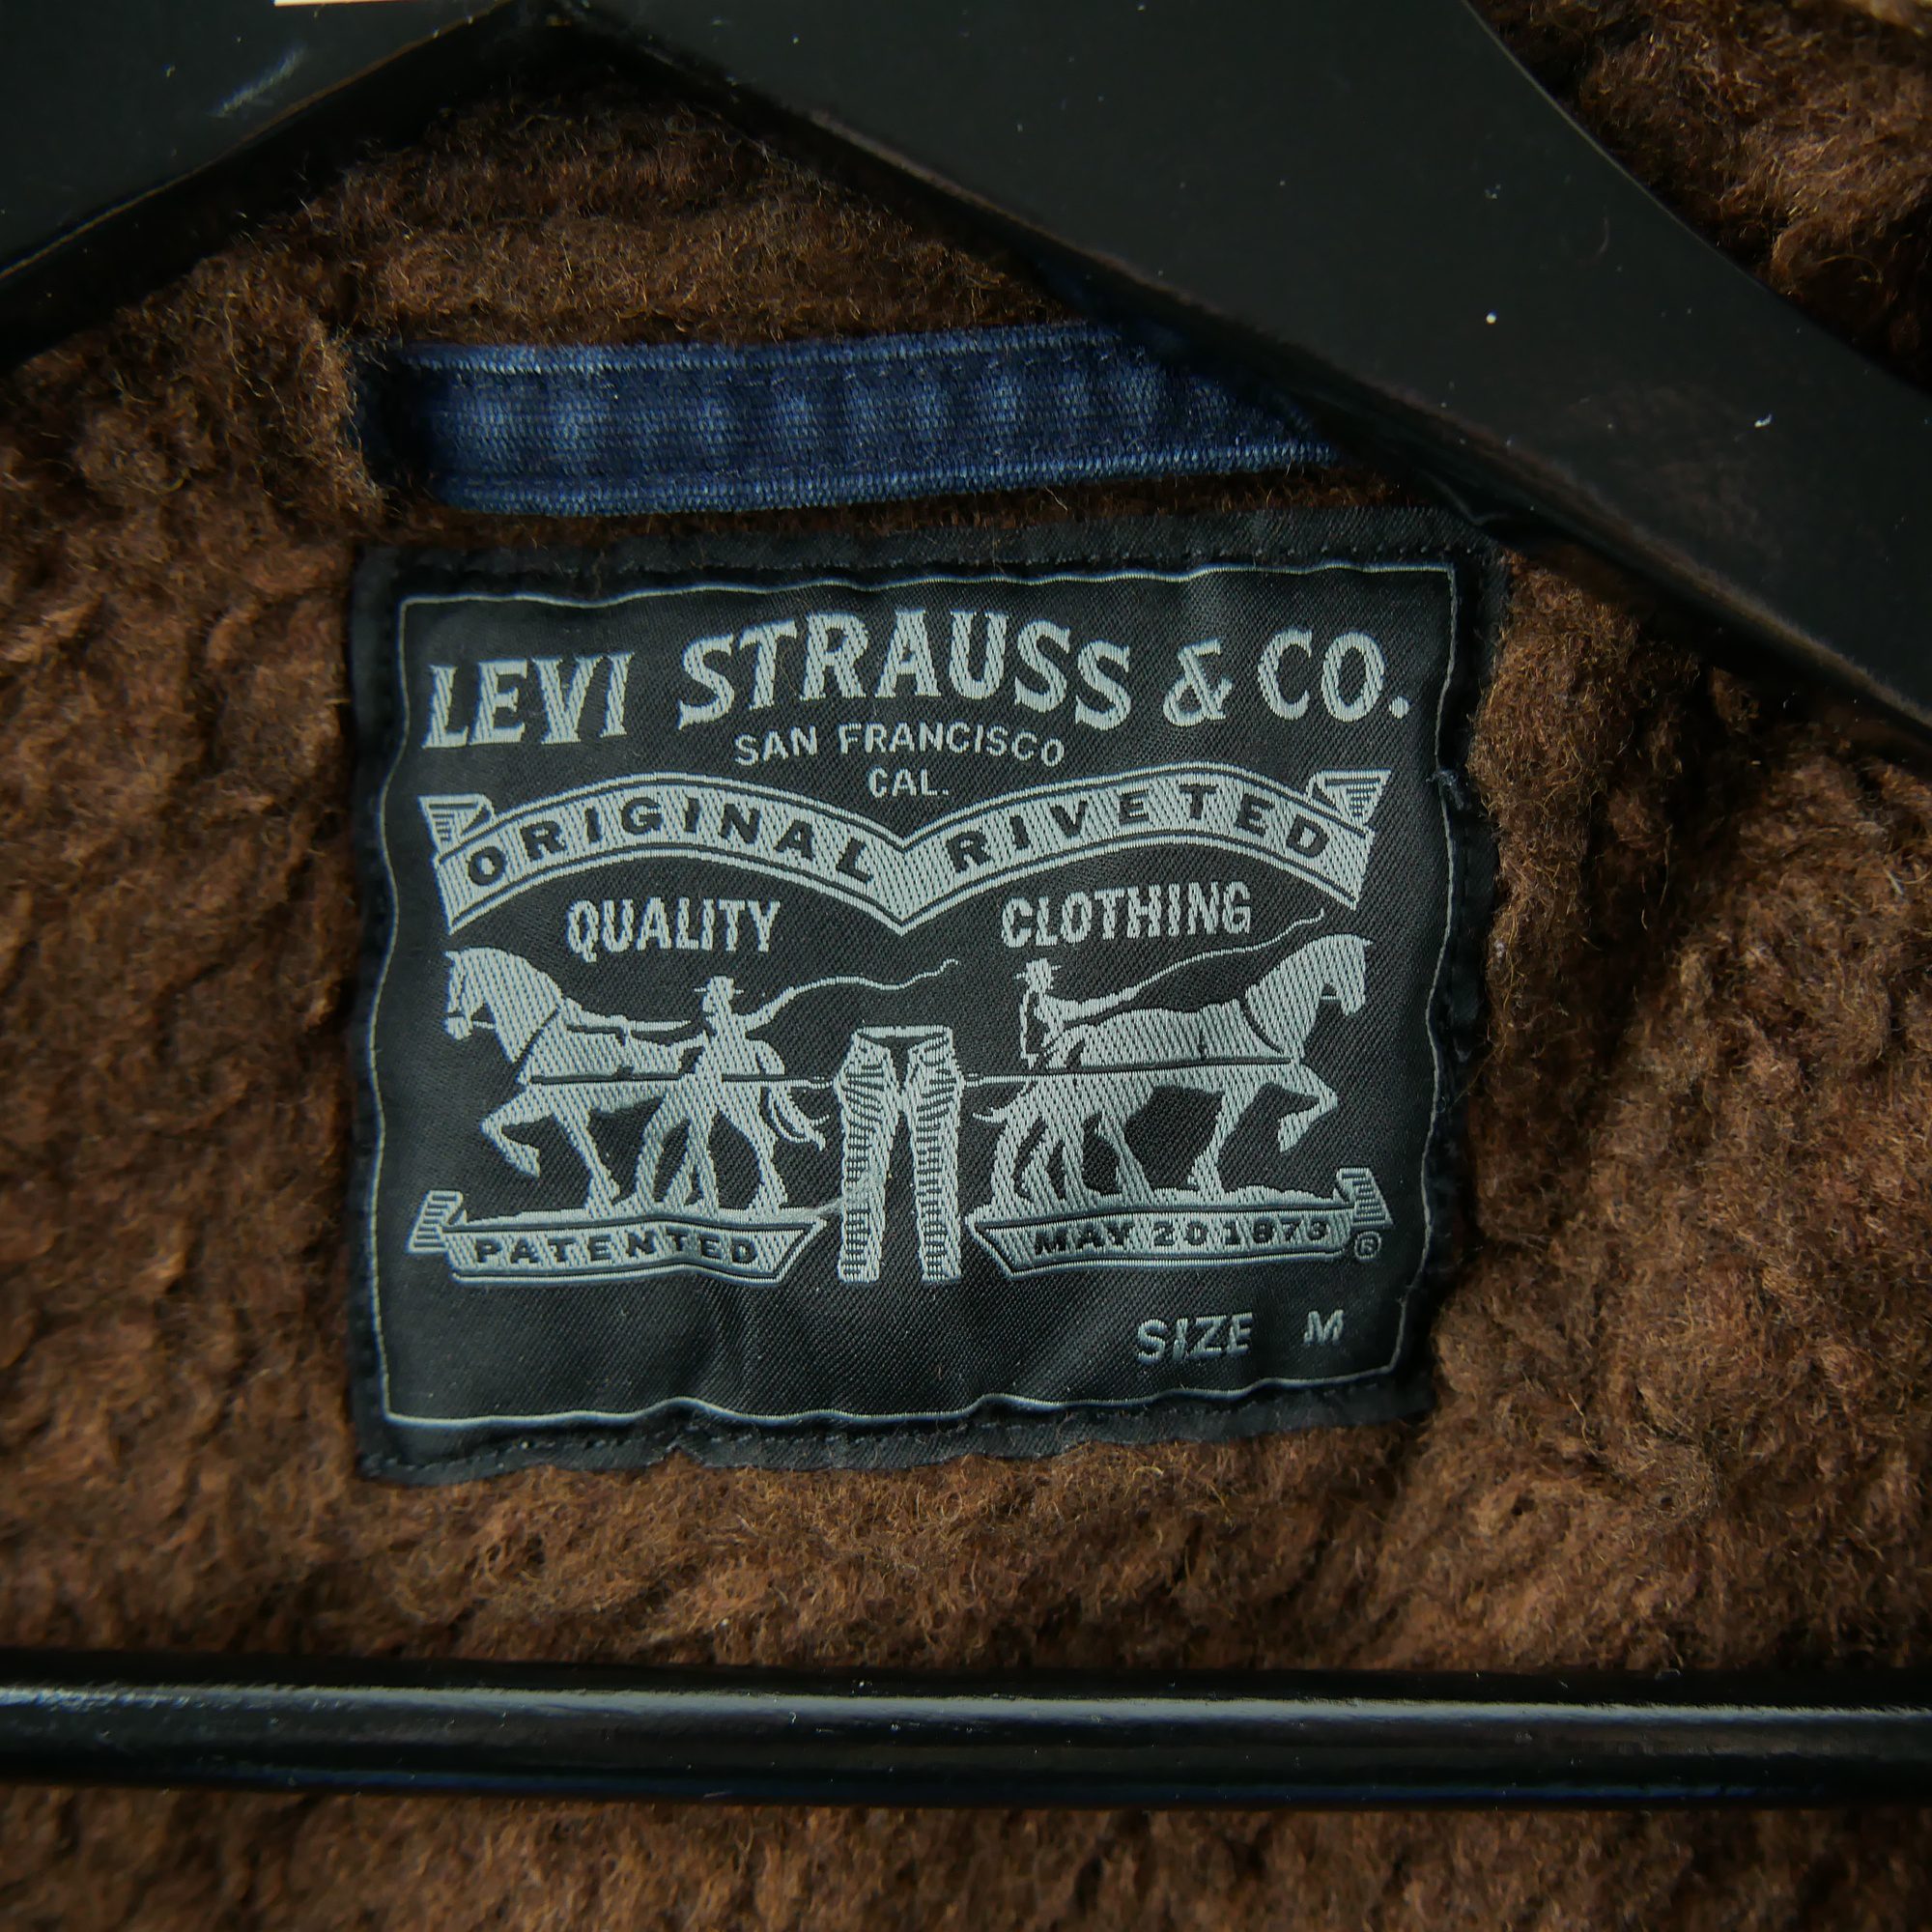 LEVI STRAUSS & CO.
SAN FRANCISCO
CAL.
ORIGINAL RIVETED
QUALITY CLOTHING
PATENTED MAY 20 1873
®
SIZE M